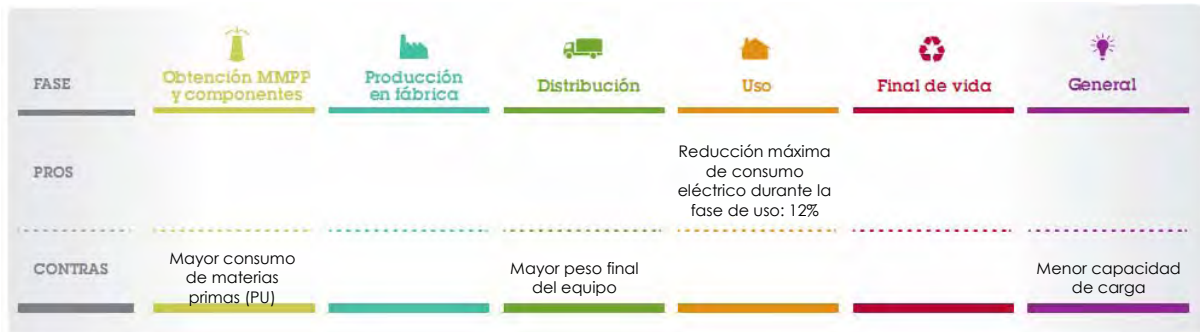 FASE
Obtención MMPP
y componentes
Producción
en fábrica
Distribución
Uso
Final de vida
General
PROS
Reducción máxima
de consumo
eléctrico durante la
fase de uso: 12%
CONTRAS
Mayor consumo
de materias
primas (PU)
Mayor peso final
del equipo
Menor capacidad
de carga